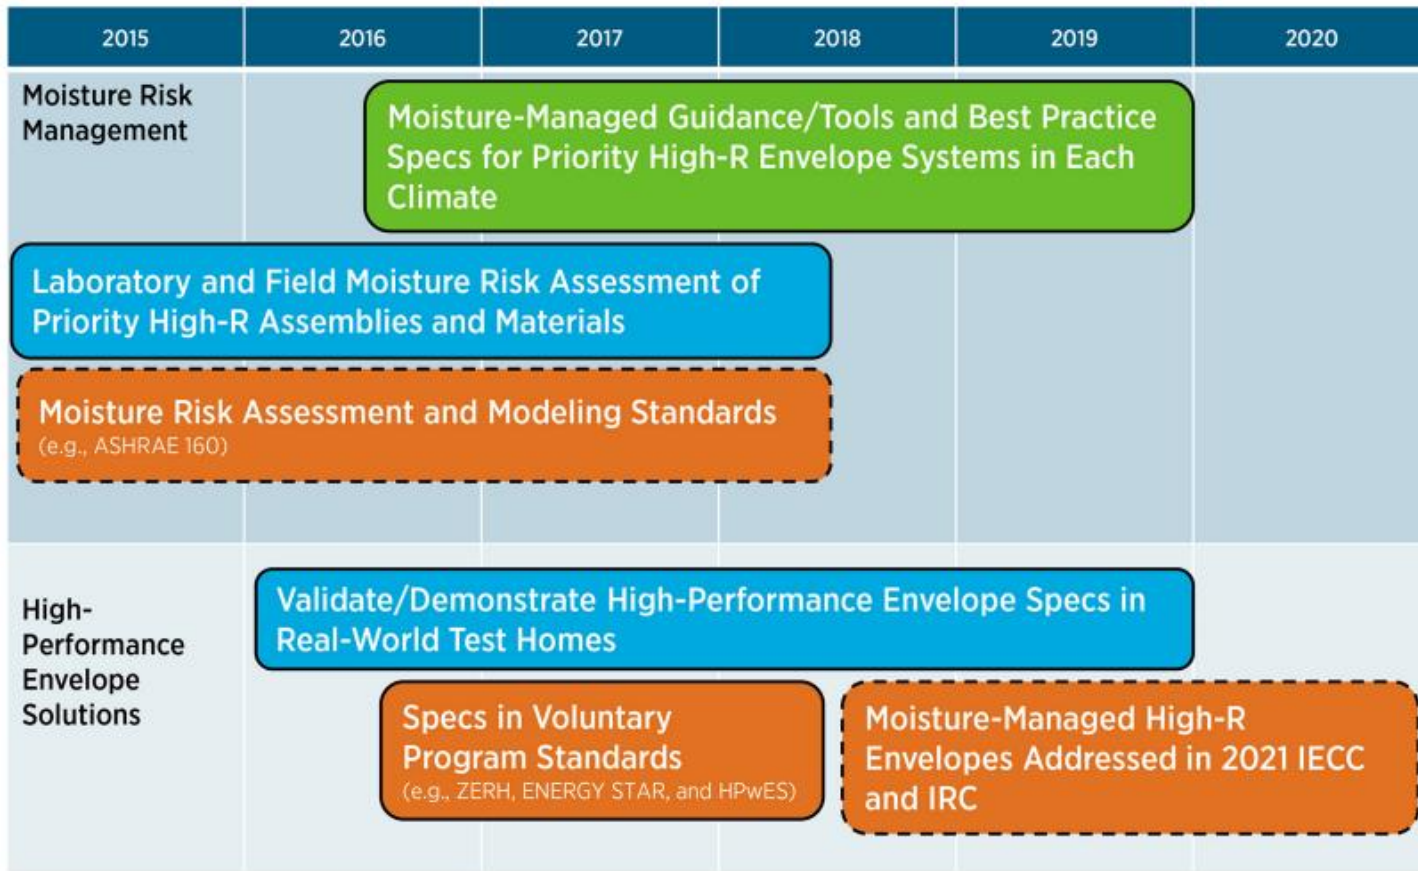 2015 2016 2017 2018 2019 2020
Moisture Risk
Management
Moisture-Managed Guidance/Tools and Best Practice
Specs for Priority High-R Envelope Systems in Each
Climate
Laboratory and Field Moisture Risk Assessment of
Priority High-R Assemblies and Materials
Moisture Risk Assessment and Modeling Standards
(e.g., ASHRAE 160)
High-
Performance
Envelope
Solutions
Validate/Demonstrate High-Performance Envelope Specs in
Real-World Test Homes
Specs in Voluntary
Program Standards
(e.g., ZERH, ENERGY STAR, and HPwES)
Moisture-Managed High-R
Envelopes Addressed in 2021 IECC
and IRC